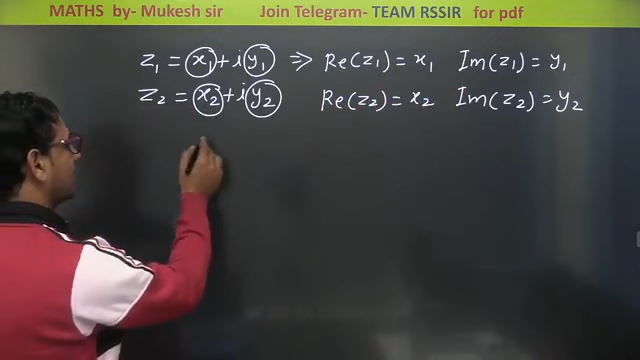 MATHS by- Mukesh sir Join Telegram- TEAM RSSIR for pdf
z₁ = x₁ + iy₁ ⇒ Re(z₁) = x₁ Im(z₁) = y₁
z₂ = x₂ + iy₂ Re(z₂) = x₂ Im(z₂) = y₂